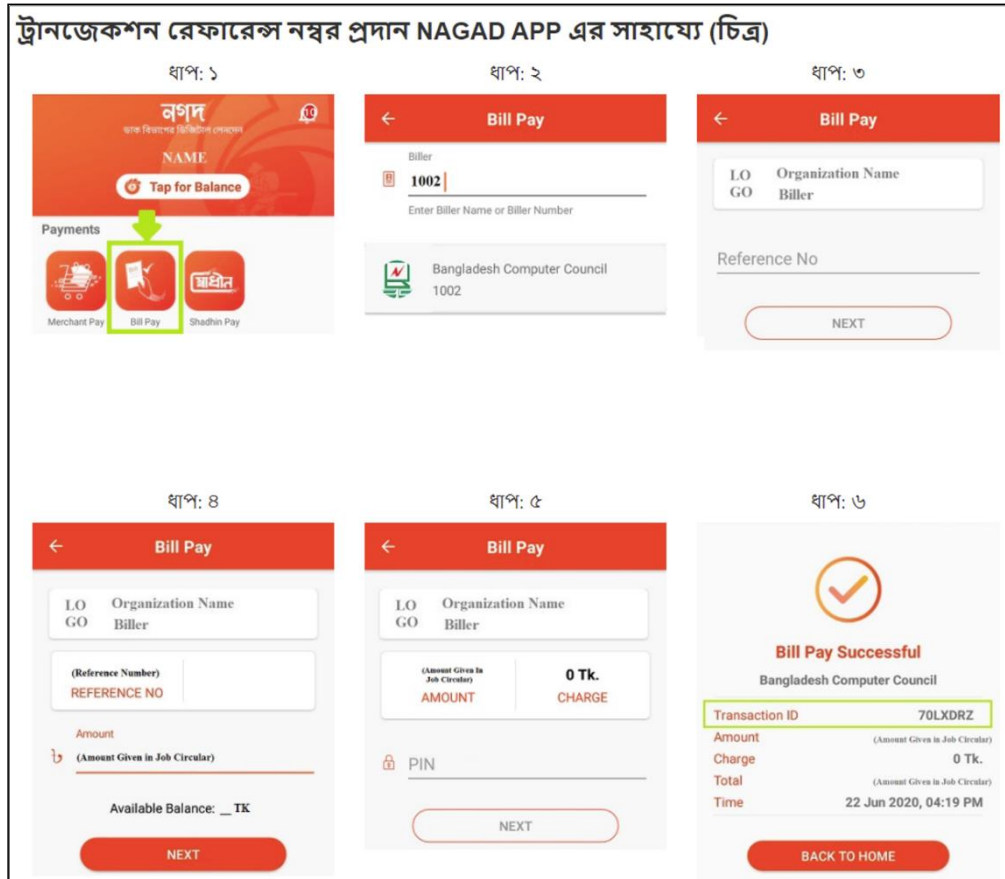 ট্রানজেকশন রেফারেন্স নম্বর প্রদান NAGAD APP এর সাহায্যে (চিত্র)
ধাপ: ১
নগদ
ডাক বিভাগের ডিজিটাল লেনদেন
10
NAME
Tap for Balance
Payments
Merchant Pay
Bill Pay
স্বাধীন
Shadhin Pay
ধাপ: ২
Bill Pay
Biller
1002
Enter Biller Name or Biller Number
Bangladesh Computer Council
1002
ধাপ: ৩
Bill Pay
LO Organization Name
GO Biller
Reference No
NEXT
ধাপ: ৪
Bill Pay
LO Organization Name
GO Biller
(Reference Number)
REFERENCE NO
Amount
৳ (Amount Given in Job Circular)
Available Balance: __ TK
NEXT
ধাপ: ৫
Bill Pay
LO Organization Name
GO Biller
(Amount Given In
Job Circular)
AMOUNT
0 Tk.
CHARGE
PIN
NEXT
ধাপ: ৬
Bill Pay Successful
Bangladesh Computer Council
Transaction ID 70LXDRZ
Amount (Amount Given in Job Circular)
Charge 0 Tk.
Total (Amount Given in Job Circular)
Time 22 Jun 2020, 04:19 PM
BACK TO HOME